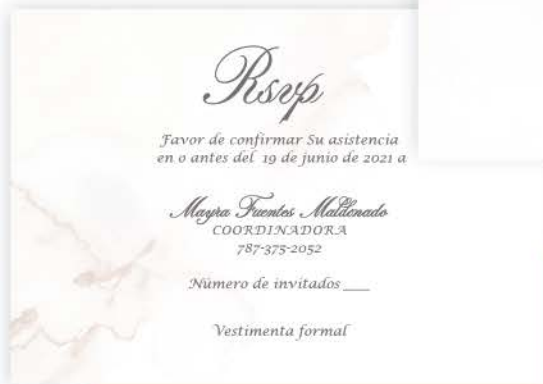 Rsvp
Favor de confirmar Su asistencia
en o antes del 19 de junio de 2021 a
Mayra Fuentes Maldonado
COORDINADORA
787-375-2052
Número de invitados ___
Vestimenta formal